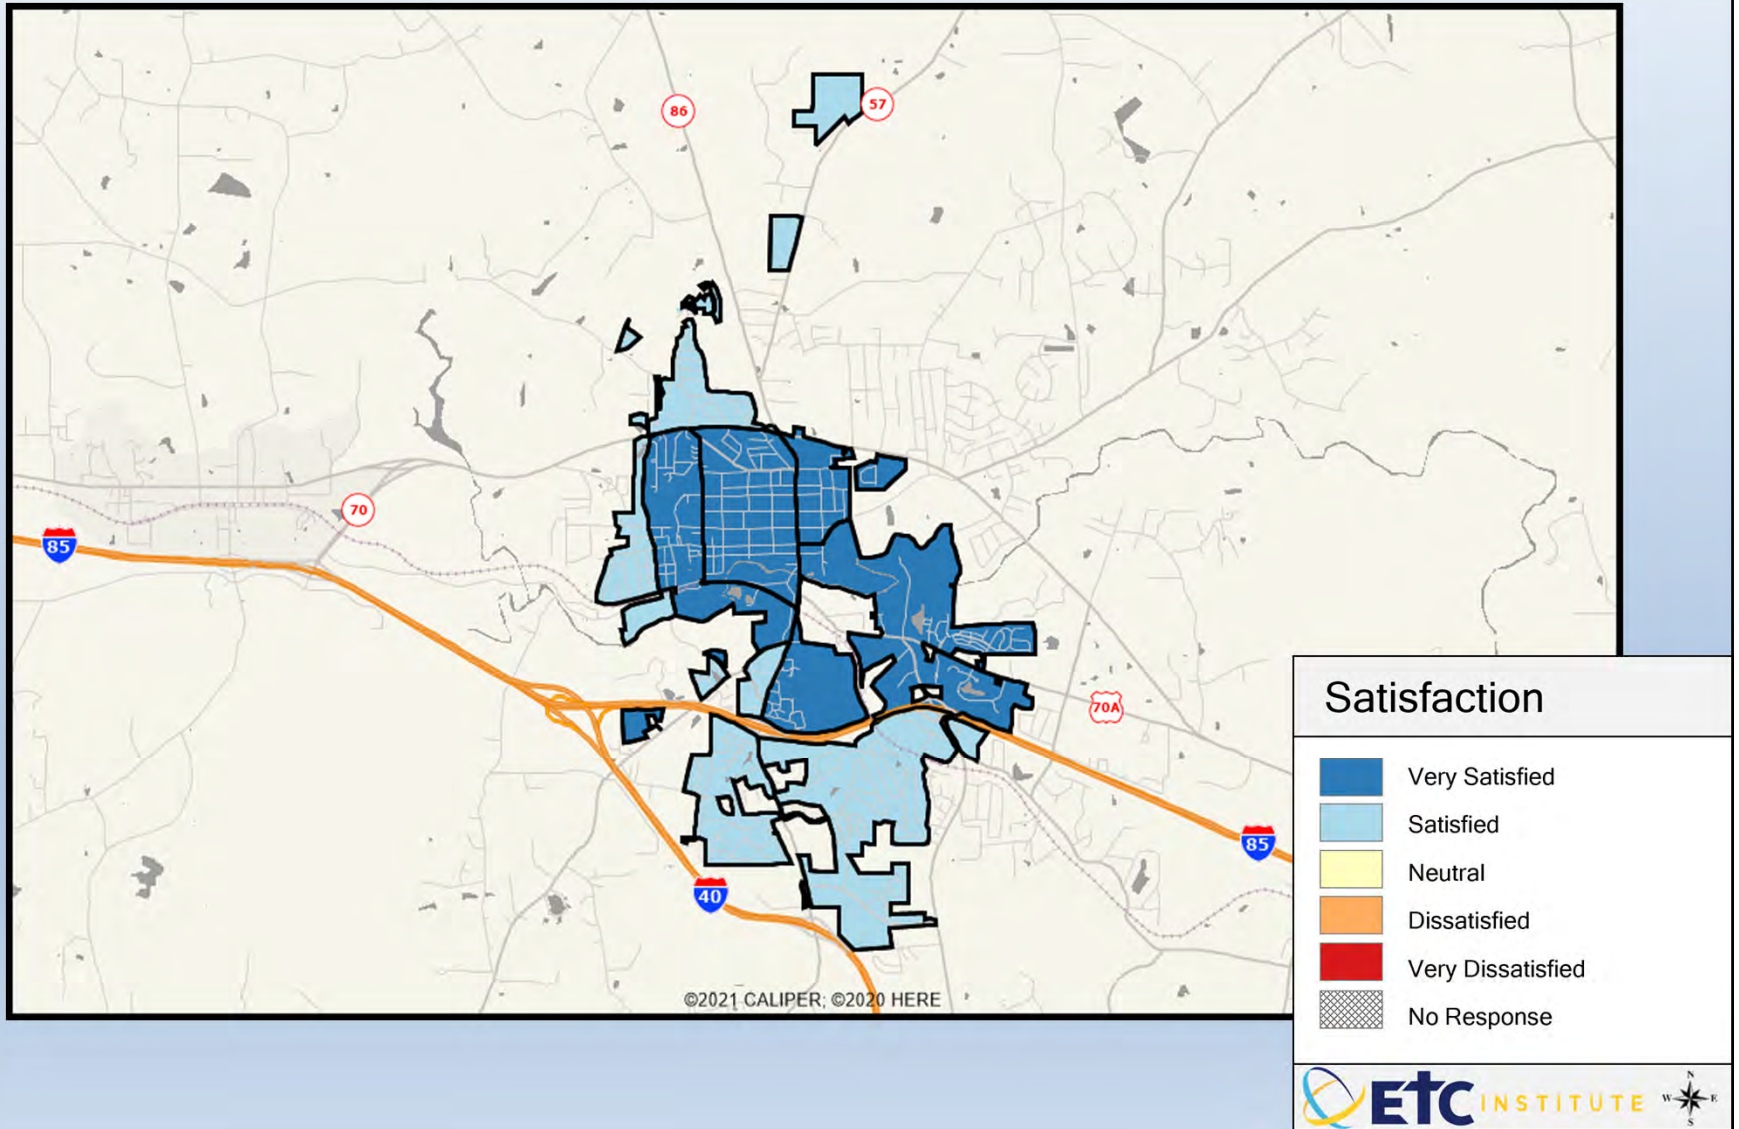 86
57
70
85
70A
85
40
©2021 CALIPER; ©2020 HERE
Satisfaction
Very Satisfied
Satisfied
Neutral
Dissatisfied
Very Dissatisfied
No Response
ETC INSTITUTE
N
W E
S